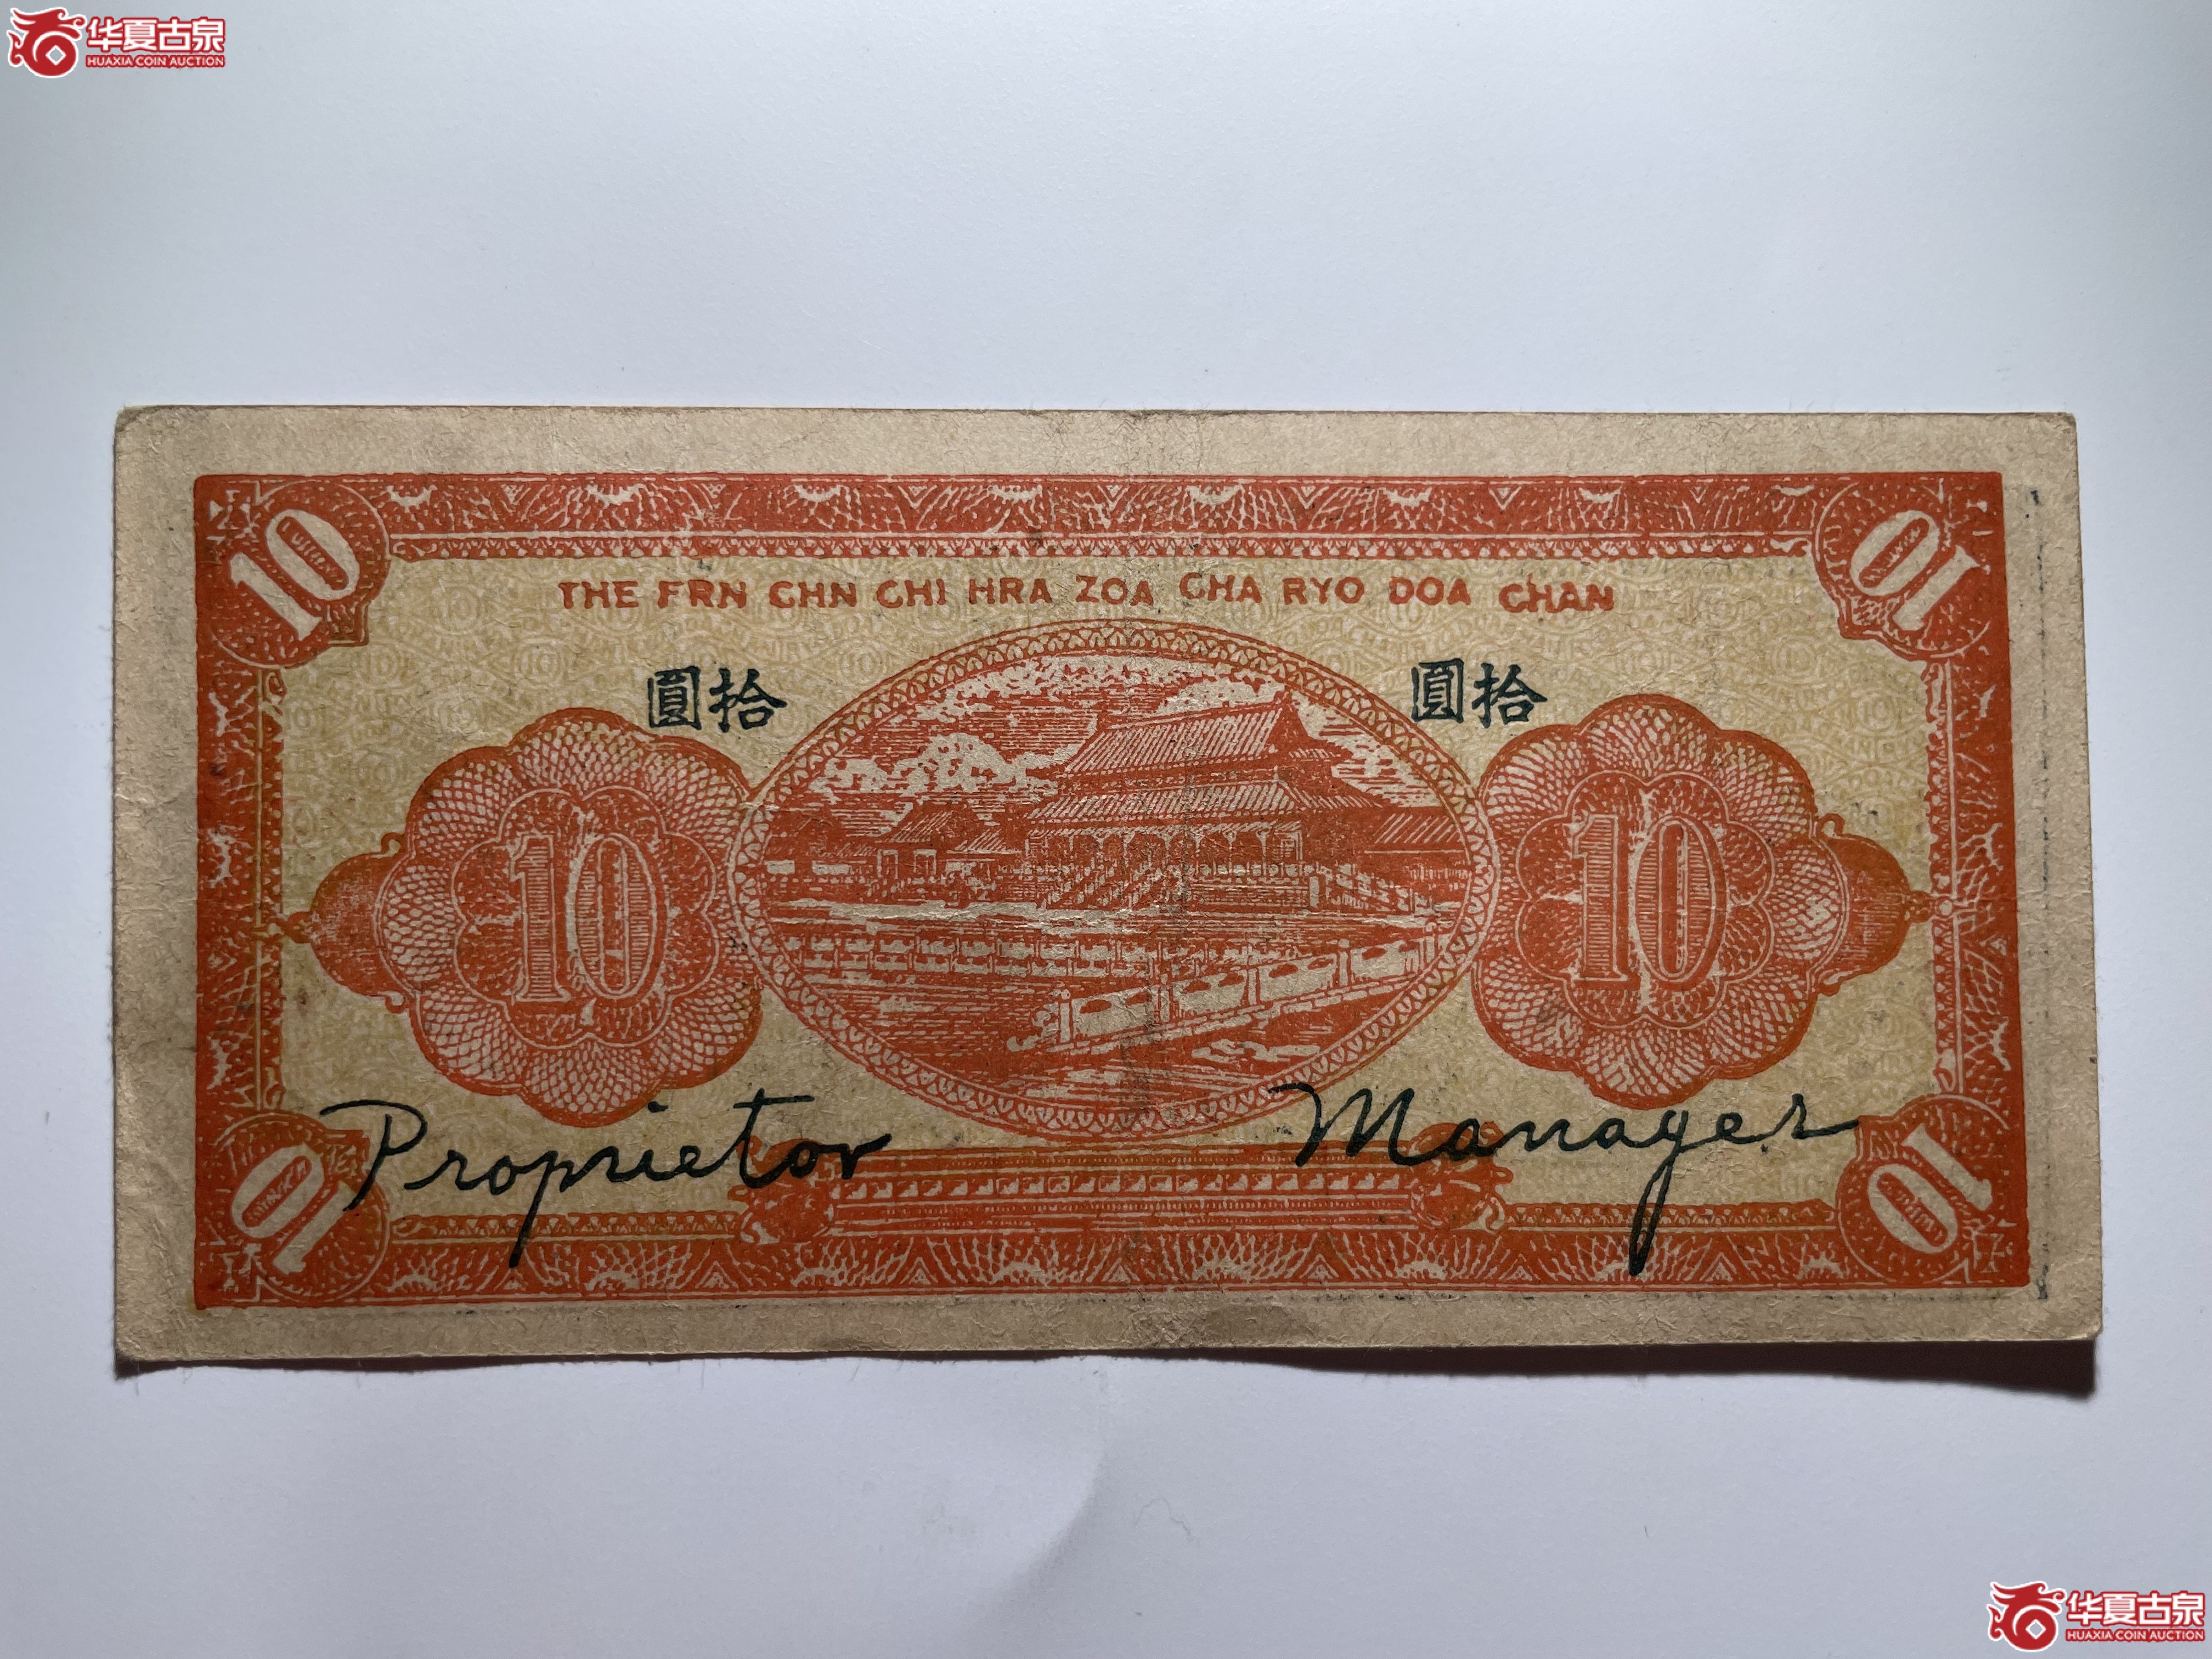 华夏古泉
HUAXIA COIN AUCTION
10 10
THE FRN CHN CHI HRA ZOA CHA RYO DOA CHAN
圓拾 圓拾
10 10
Proprietor Manager
10 10
华夏古泉
HUAXIA COIN AUCTION